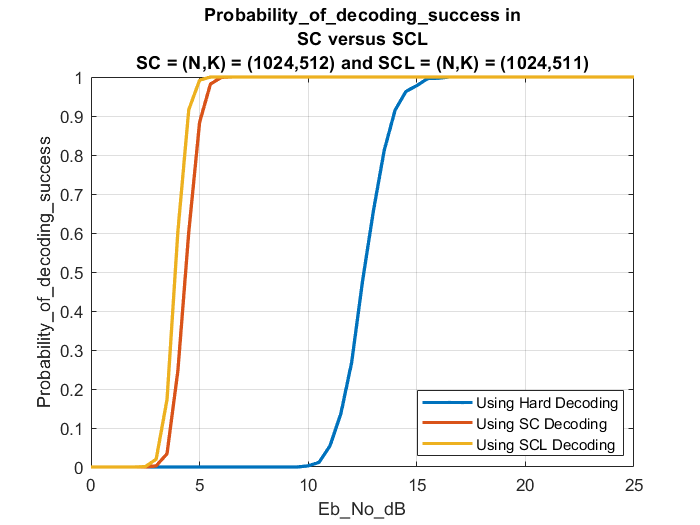 Probability_of_decoding_success in
SC versus SCL
SC = (N,K) = (1024,512) and SCL = (N,K) = (1024,511)
Probability_of_decoding_success
1
0.9
0.8
0.7
0.6
0.5
0.4
0.3
0.2
0.1
0
Using Hard Decoding
Using SC Decoding
Using SCL Decoding
0 5 10 15 20 25
Eb_No_dB